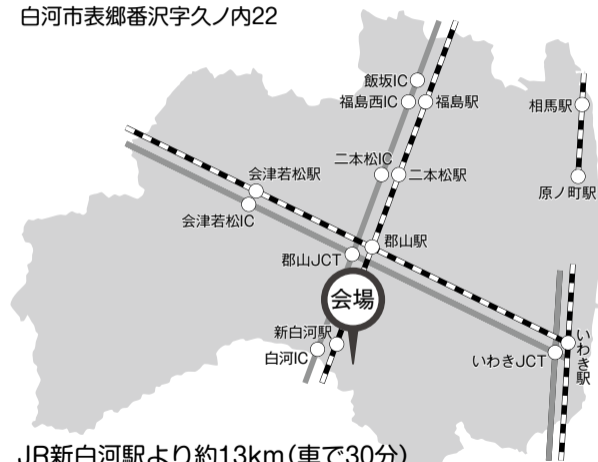 白河市表郷番沢字久ノ内22
飯坂IC
福島西IC
福島駅
相馬駅
二本松IC
二本松駅
会津若松駅
原ノ町駅
会津若松IC
郡山駅
郡山JCT
会場
新白河駅
白河IC
いわきJCT
いわき駅
JR新白河駅より約13km(車で30分)